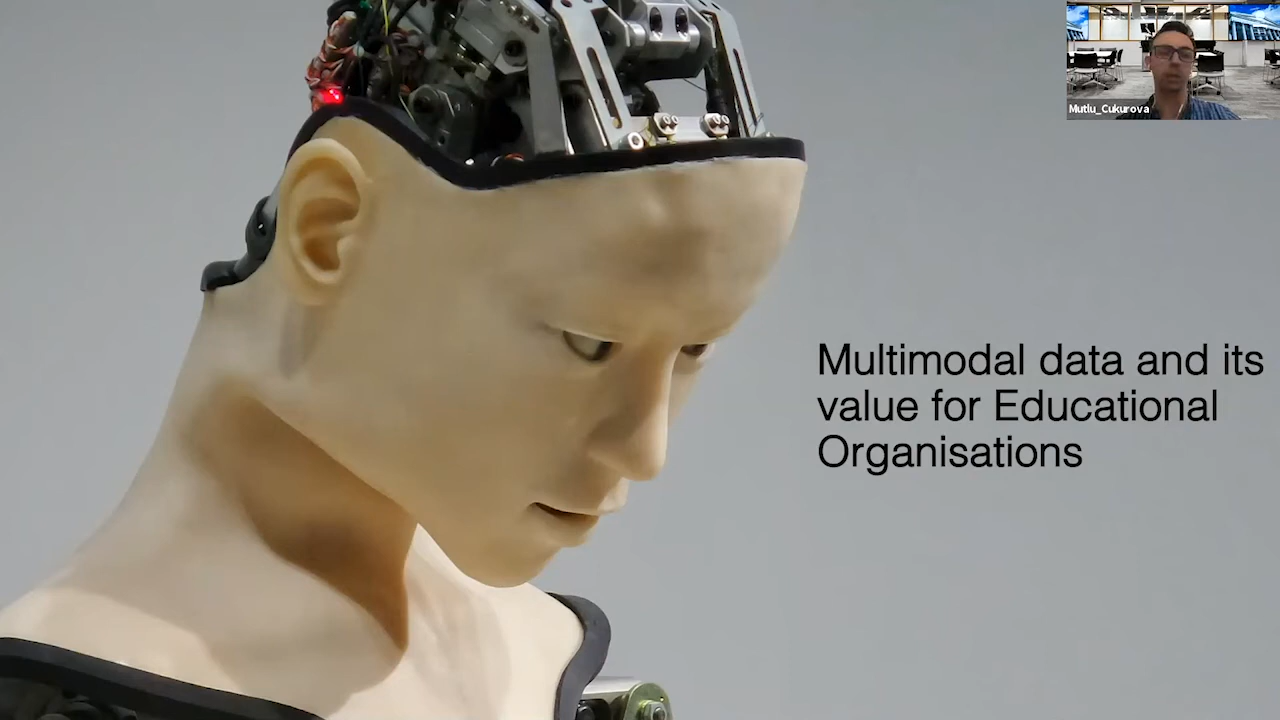 Mutlu_Cukurova
Multimodal data and its
value for Educational
Organisations